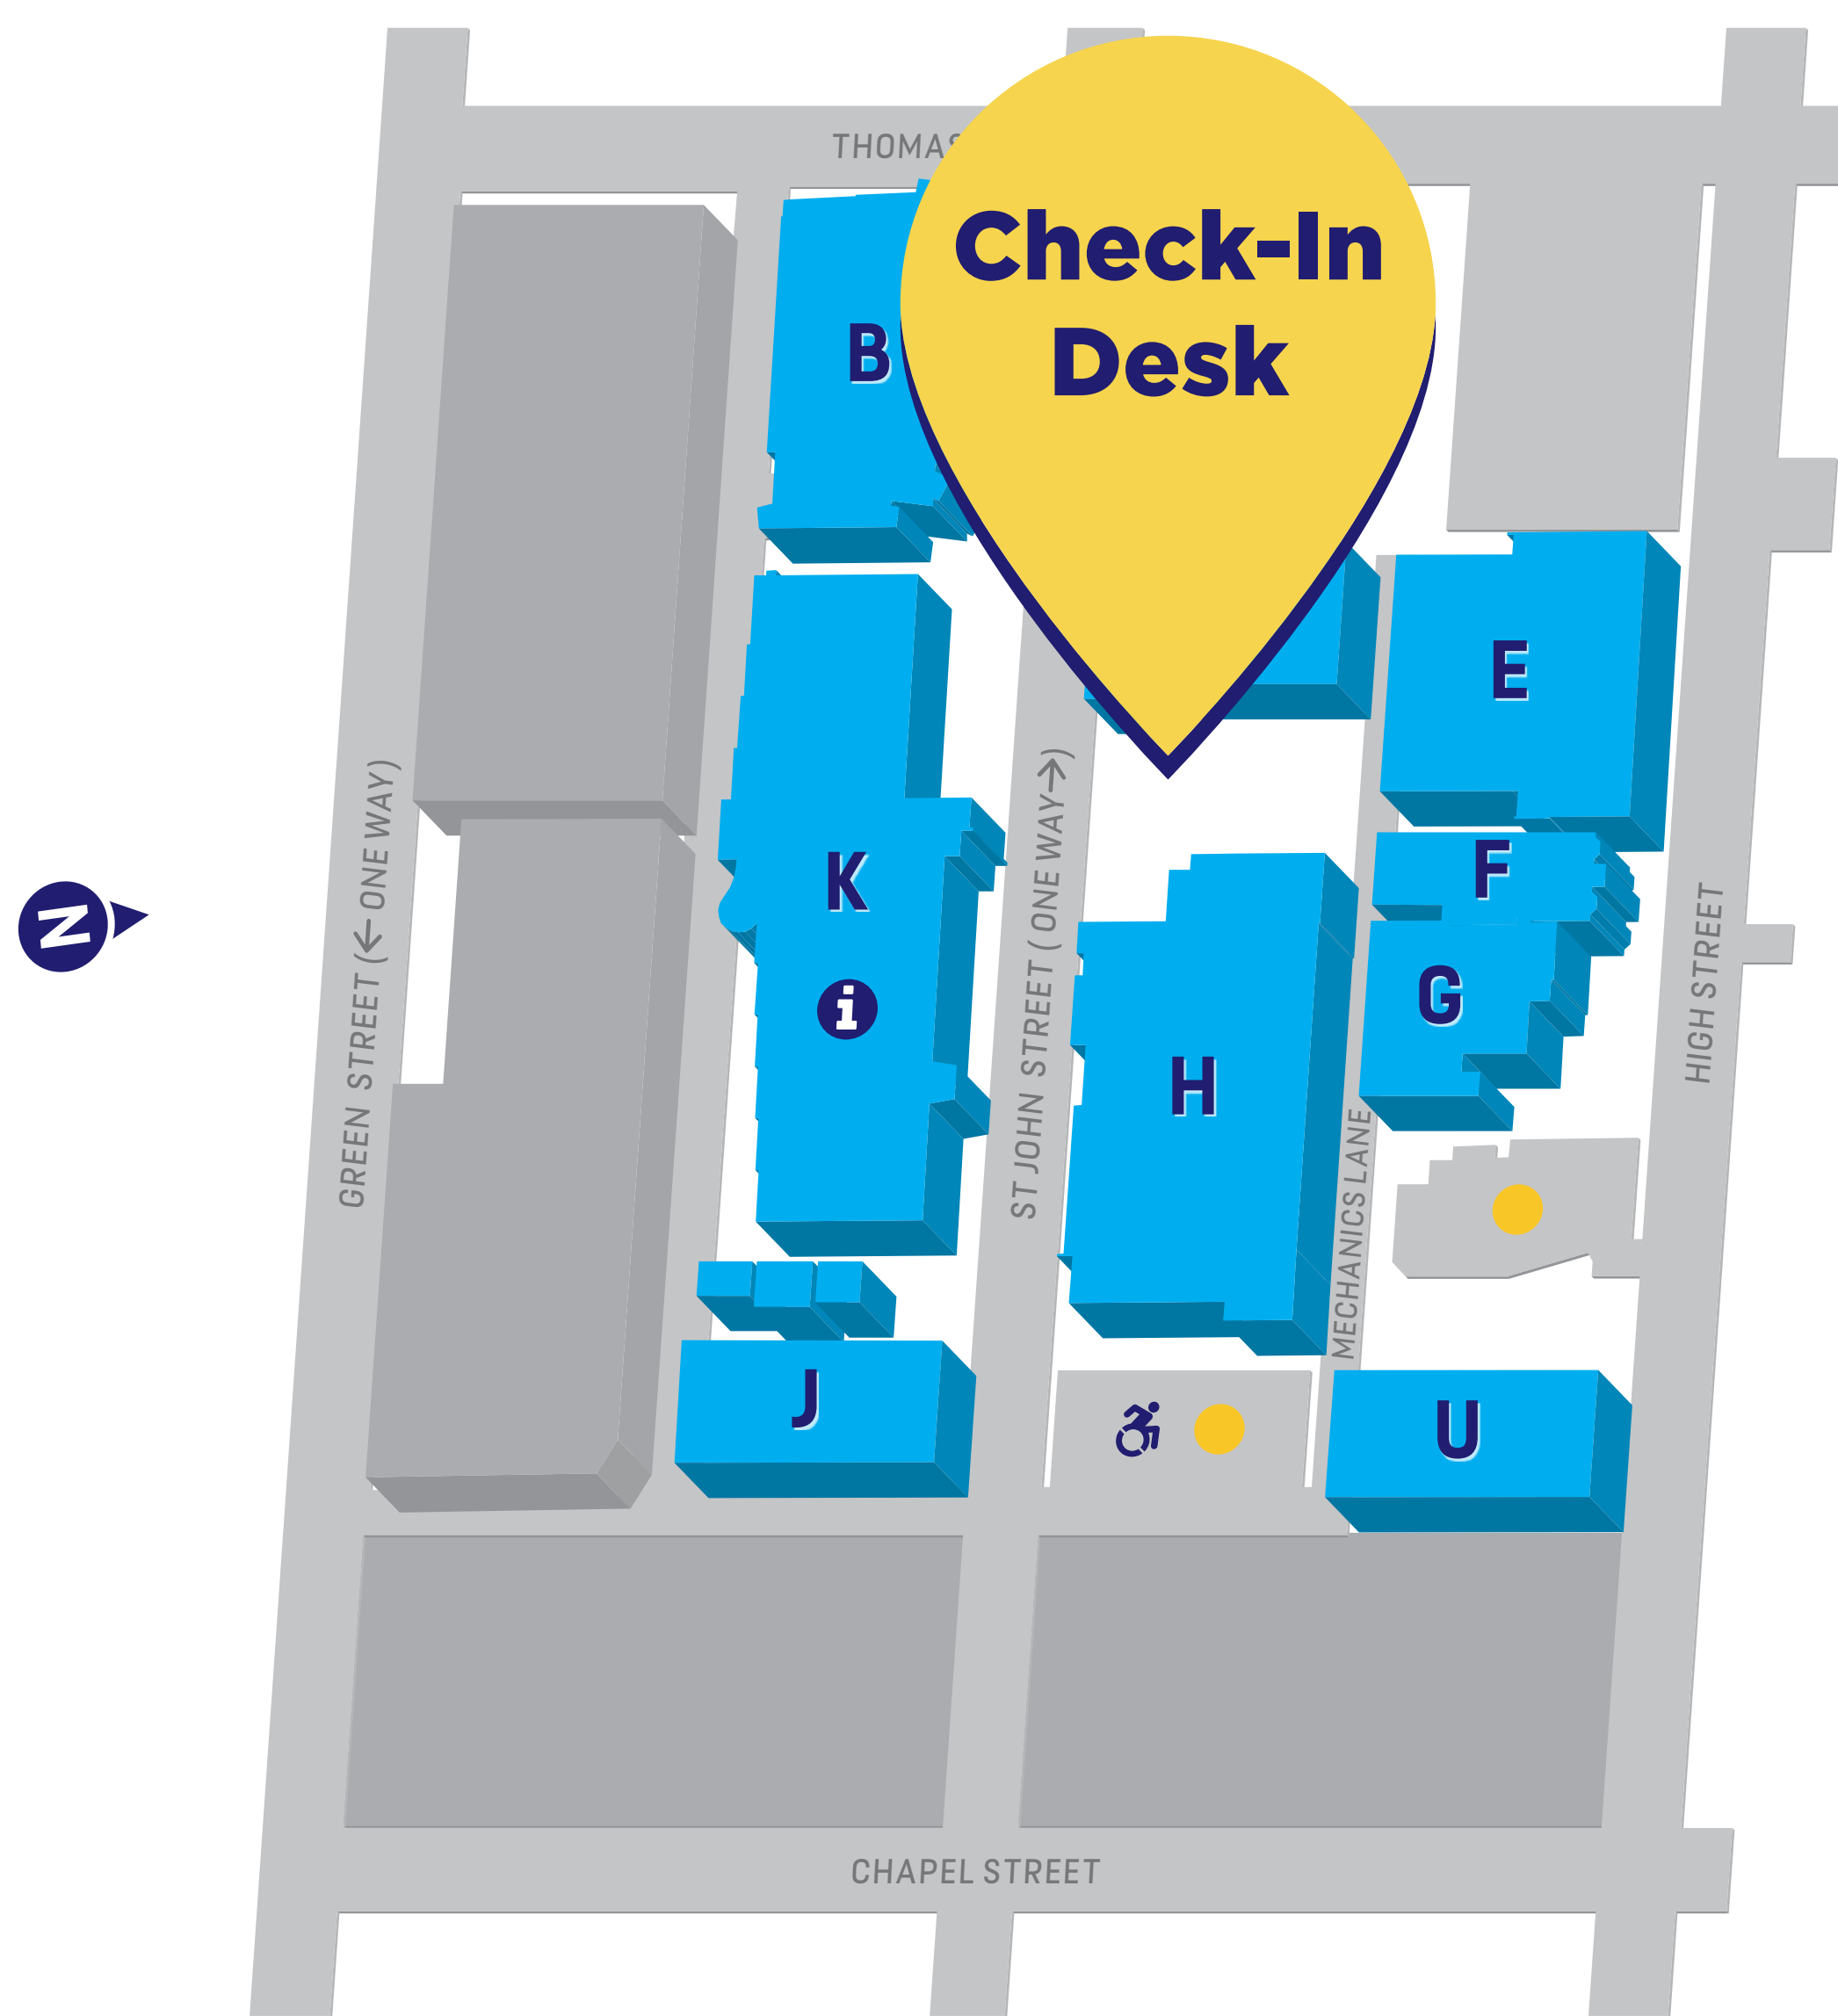 THOMAS
Check-In
Desk
B
E
K
F
G
H
N
GREEN STREET (← ONE WAY)
ST JOHN STREET (ONE WAY →)
HIGH STREET
MECHANICS LANE
i
J
U
CHAPEL STREET